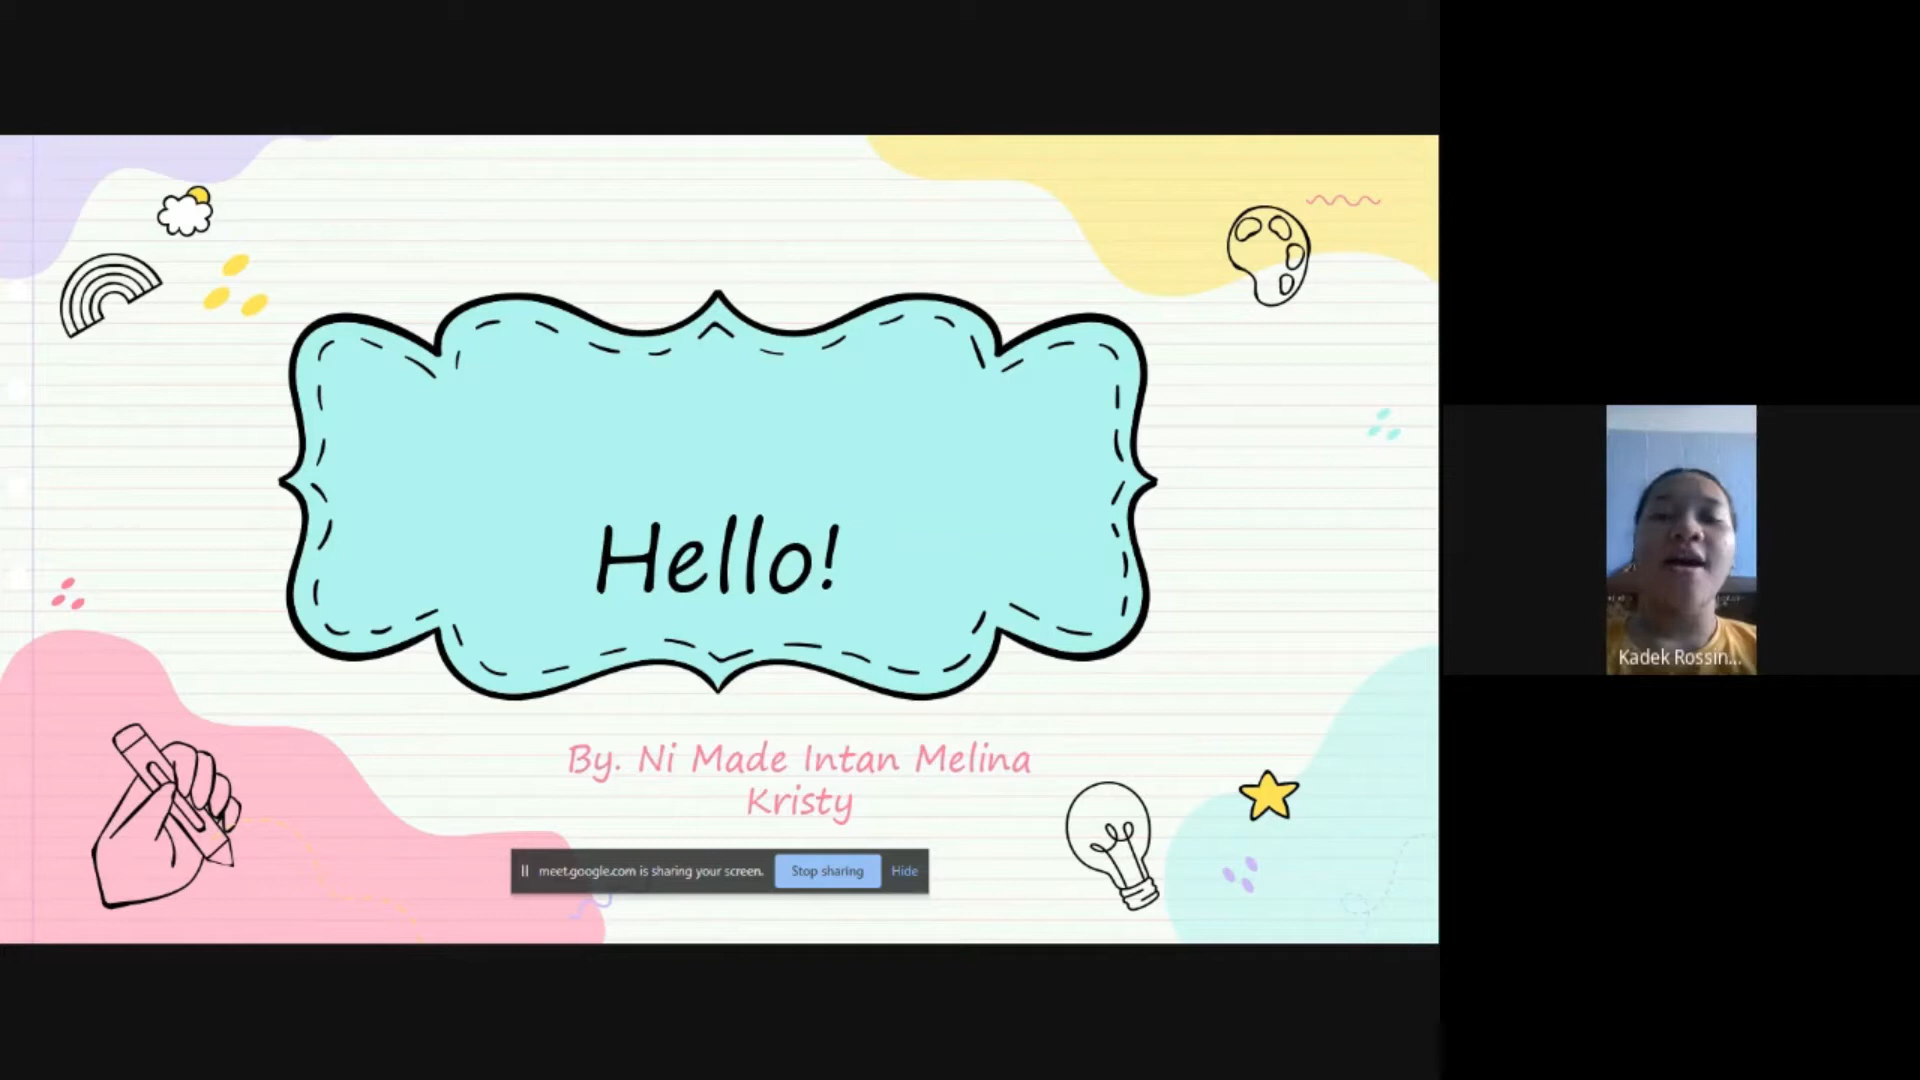 Hello!
By. Ni Made Intan Melina
Kristy
meet.google.com is sharing your screen. Stop sharing Hide
Kadek Rossin...